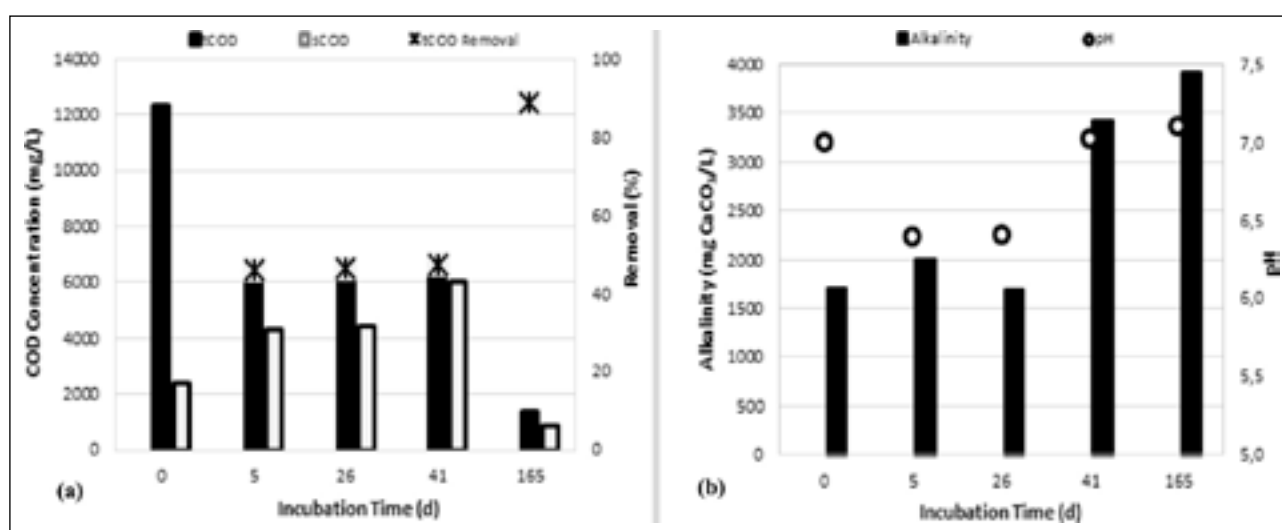 tCOD sCOD tCOD Removal
14000
12000
10000
8000
6000
4000
2000
0
COD Concentration (mg/L)
100
80
60
40
20
0
Removal (%)
0 5 26 41 165
(a)
Incubation Time (d)
Alkalinity pH
4000
3500
3000
2500
2000
1500
1000
500
0
Alkalinity (mg CaCO₃/L)
7,5
7,0
6,5
6,0
5,5
5,0
pH
0 5 26 41 165
(b)
Incubation Time (d)